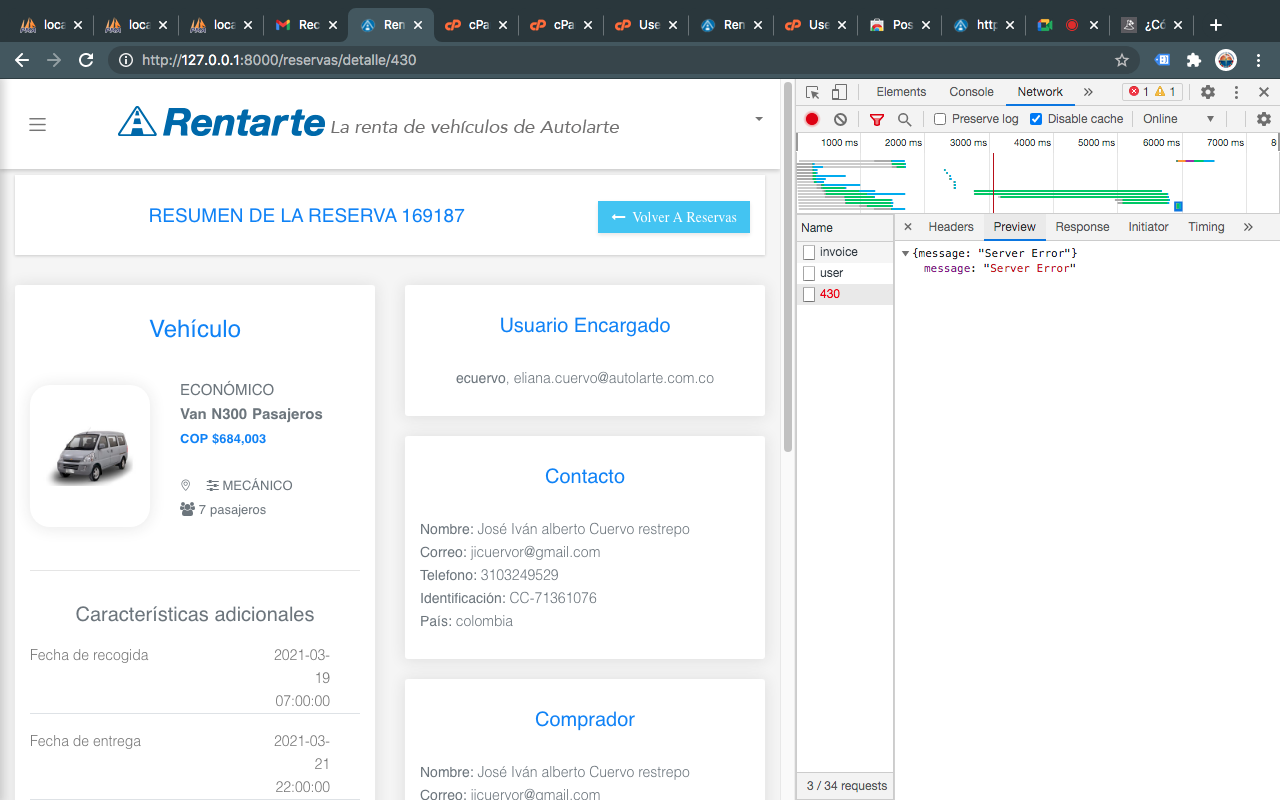 loca
loca
loca
Rec
Ren
cPa
cPa
Use
Ren
Use
Pos
http
¿Có
http://127.0.0.1:8000/reservas/detalle/430
Rentarte La renta de vehículos de Autolarte
RESUMEN DE LA RESERVA 169187
Volver A Reservas
Vehículo
ECONÓMICO
Van N300 Pasajeros
COP $684,003
MECÁNICO
7 pasajeros
Características adicionales
Fecha de recogida 2021-03-
19
07:00:00
Fecha de entrega 2021-03-
21
22:00:00
Usuario Encargado
ecuervo, eliana.cuervo@autolarte.com.co
Contacto
Nombre: José Iván alberto Cuervo restrepo
Correo: jicuervor@gmail.com
Telefono: 3103249529
Identificación: CC-71361076
País: colombia
Comprador
Nombre: José Iván alberto Cuervo restrepo
Correo: jicuervor@gmail.com
Elements Console Network » 1 1
Preserve log Disable cache Online
1000 ms 2000 ms 3000 ms 4000 ms 5000 ms 6000 ms 7000 ms 8
Name
invoice
user
430
3 / 34 requests
Headers Preview Response Initiator Timing »
{message: "Server Error"}
message: "Server Error"